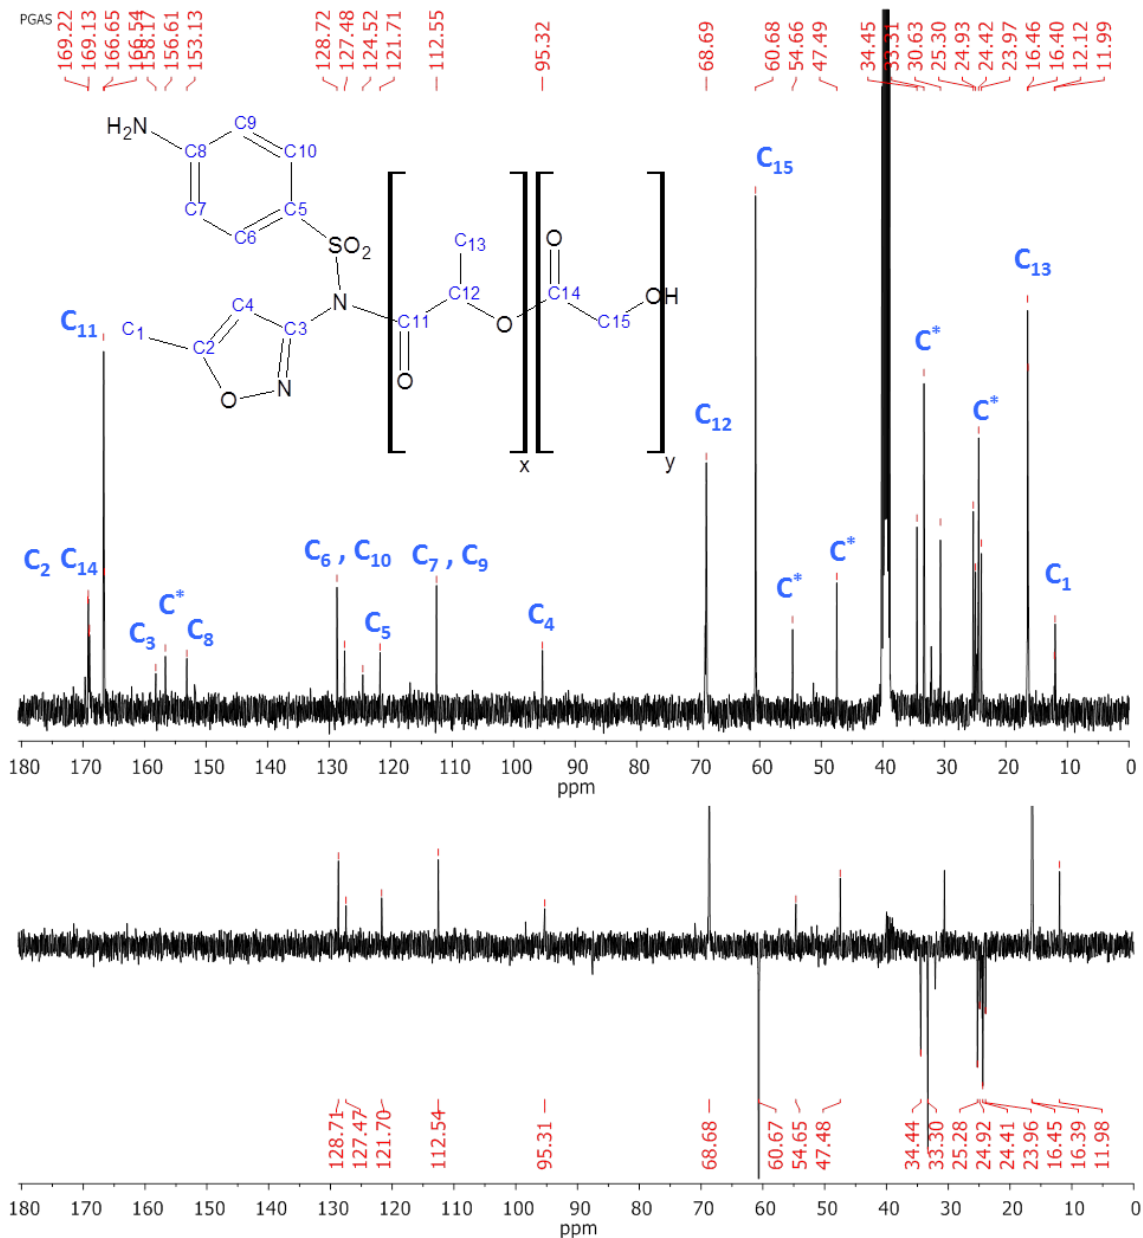 PGAS
169.22
169.13
166.65
166.54
158.17
156.61
153.13
128.72
127.48
124.52
121.71
112.55
95.32
68.69
60.68
54.66
47.49
34.45
33.31
30.63
25.30
24.93
24.42
23.97
16.46
16.40
12.12
11.99
H₂N
C9
C8
C10
C7
C5
C6
SO₂
C13
O
C4
N
C12
C14
OH
C1
C3
C11
O
C15
C2
N
O
O
x
y
C₁₅
C₁₃
C₁₁
C*
C₁₂
C*
C₂ C₁₄
C₆ , C₁₀
C₇ , C₉
C*
C*
C*
C₁
C₃
C₈
C₅
C₄
180 170 160 150 140 130 120 110 100 90 80 70 60 50 40 30 20 10 0
ppm
128.71
127.47
121.70
112.54
95.31
68.68
60.67
54.65
47.48
34.44
33.30
25.28
24.92
24.41
23.96
16.45
16.39
11.98
180 170 160 150 140 130 120 110 100 90 80 70 60 50 40 30 20 10 0
ppm